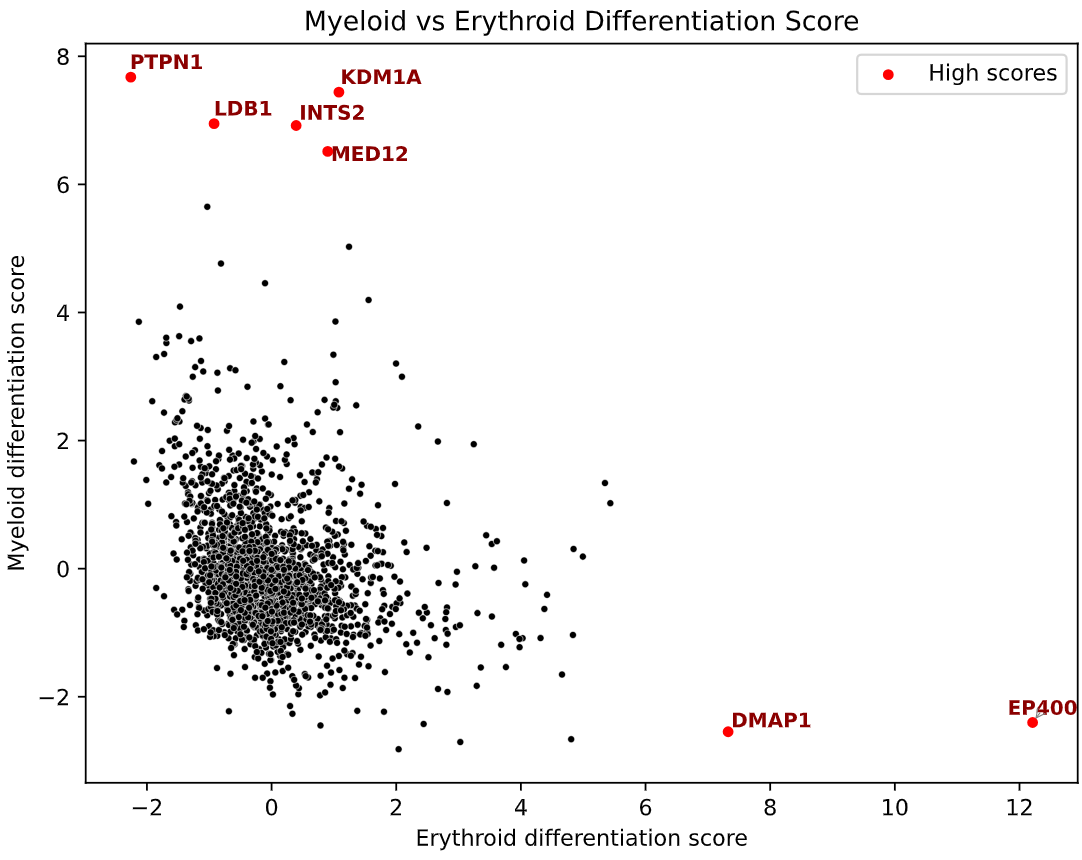 Myeloid vs Erythroid Differentiation Score
High scores
PTPN1
KDM1A
LDB1
INTS2
MED12
DMAP1
EP400
Myeloid differentiation score
8
6
4
2
0
−2
−2
0
2
4
6
8
10
12
Erythroid differentiation score